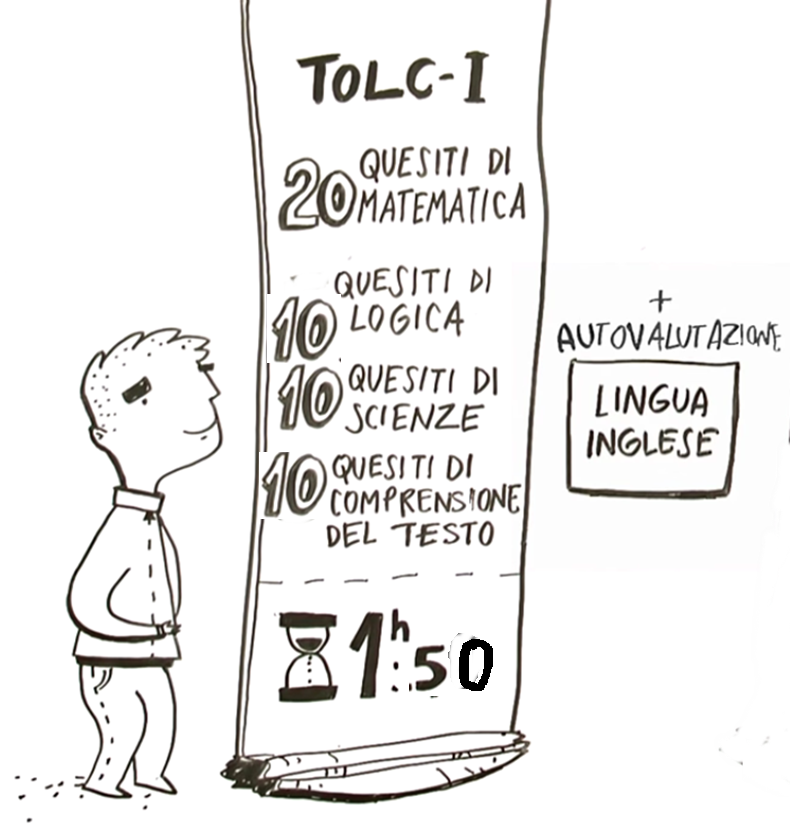 TOLC-I
20 QUESITI DI
MATEMATICA
10 QUESITI DI
LOGICA
10 QUESITI DI
SCIENZE
10 QUESITI DI
COMPRENSIONE
DEL TESTO
1h:50
+
AUTOVALUTAZIONE
LINGUA
INGLESE